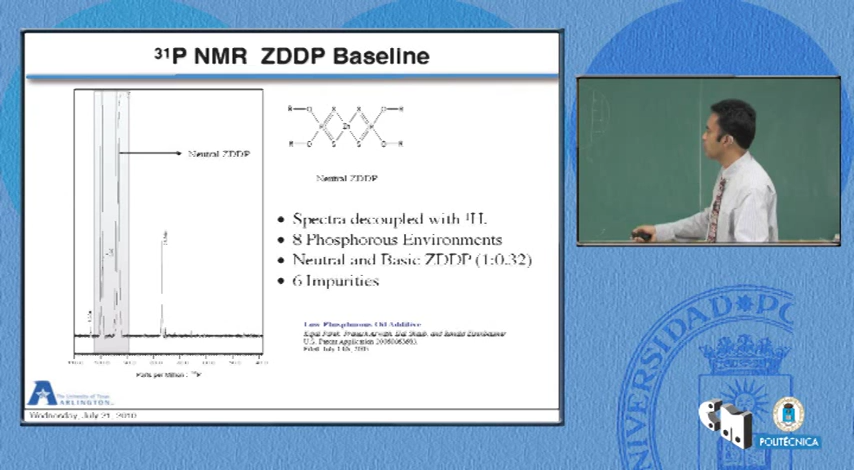 ³¹P NMR ZDDP Baseline
Neutral ZDDP
Neutral ZDDP
• Spectra decoupled with ¹H.
• 8 Phosphorous Environments
• Neutral and Basic ZDDP (1:0.32)
• 6 Impurities
Low Phosphorous Oil Additive
U.S. Patent Application
Parts per Million : 31P
The University of Texas
ARLINGTON
Wednesday, July 21, 2010
UNIVERSIDAD PO
POLITÉCNICA